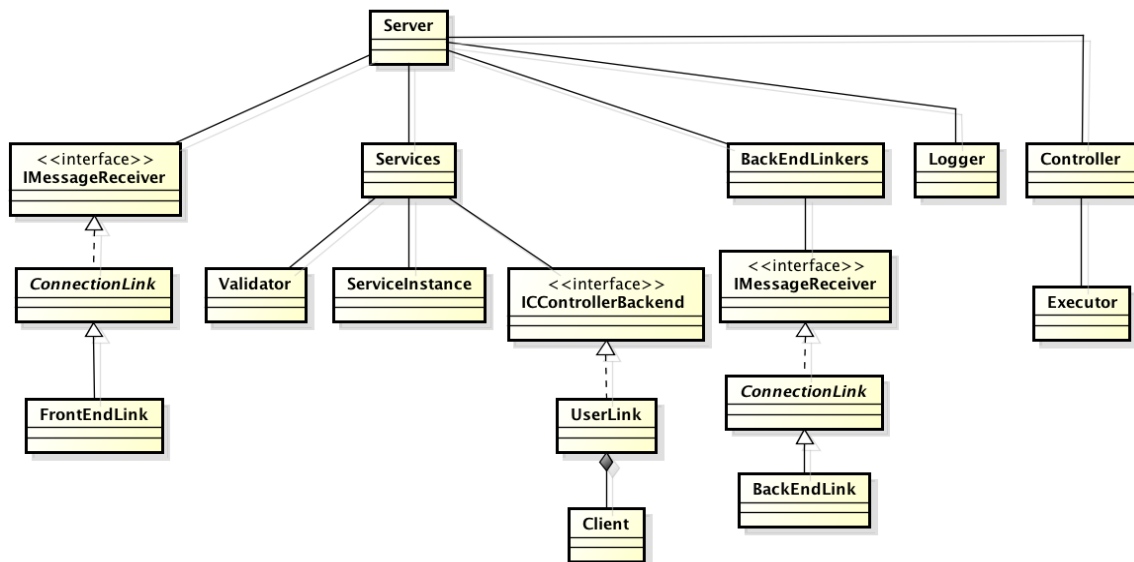 Server
<<interface>>
IMessageReceiver
Services
BackEndLinkers
Logger
Controller
ConnectionLink
Validator
ServiceInstance
<<interface>>
ICControllerBackend
<<interface>>
IMessageReceiver
Executor
FrontEndLink
UserLink
ConnectionLink
BackEndLink
Client